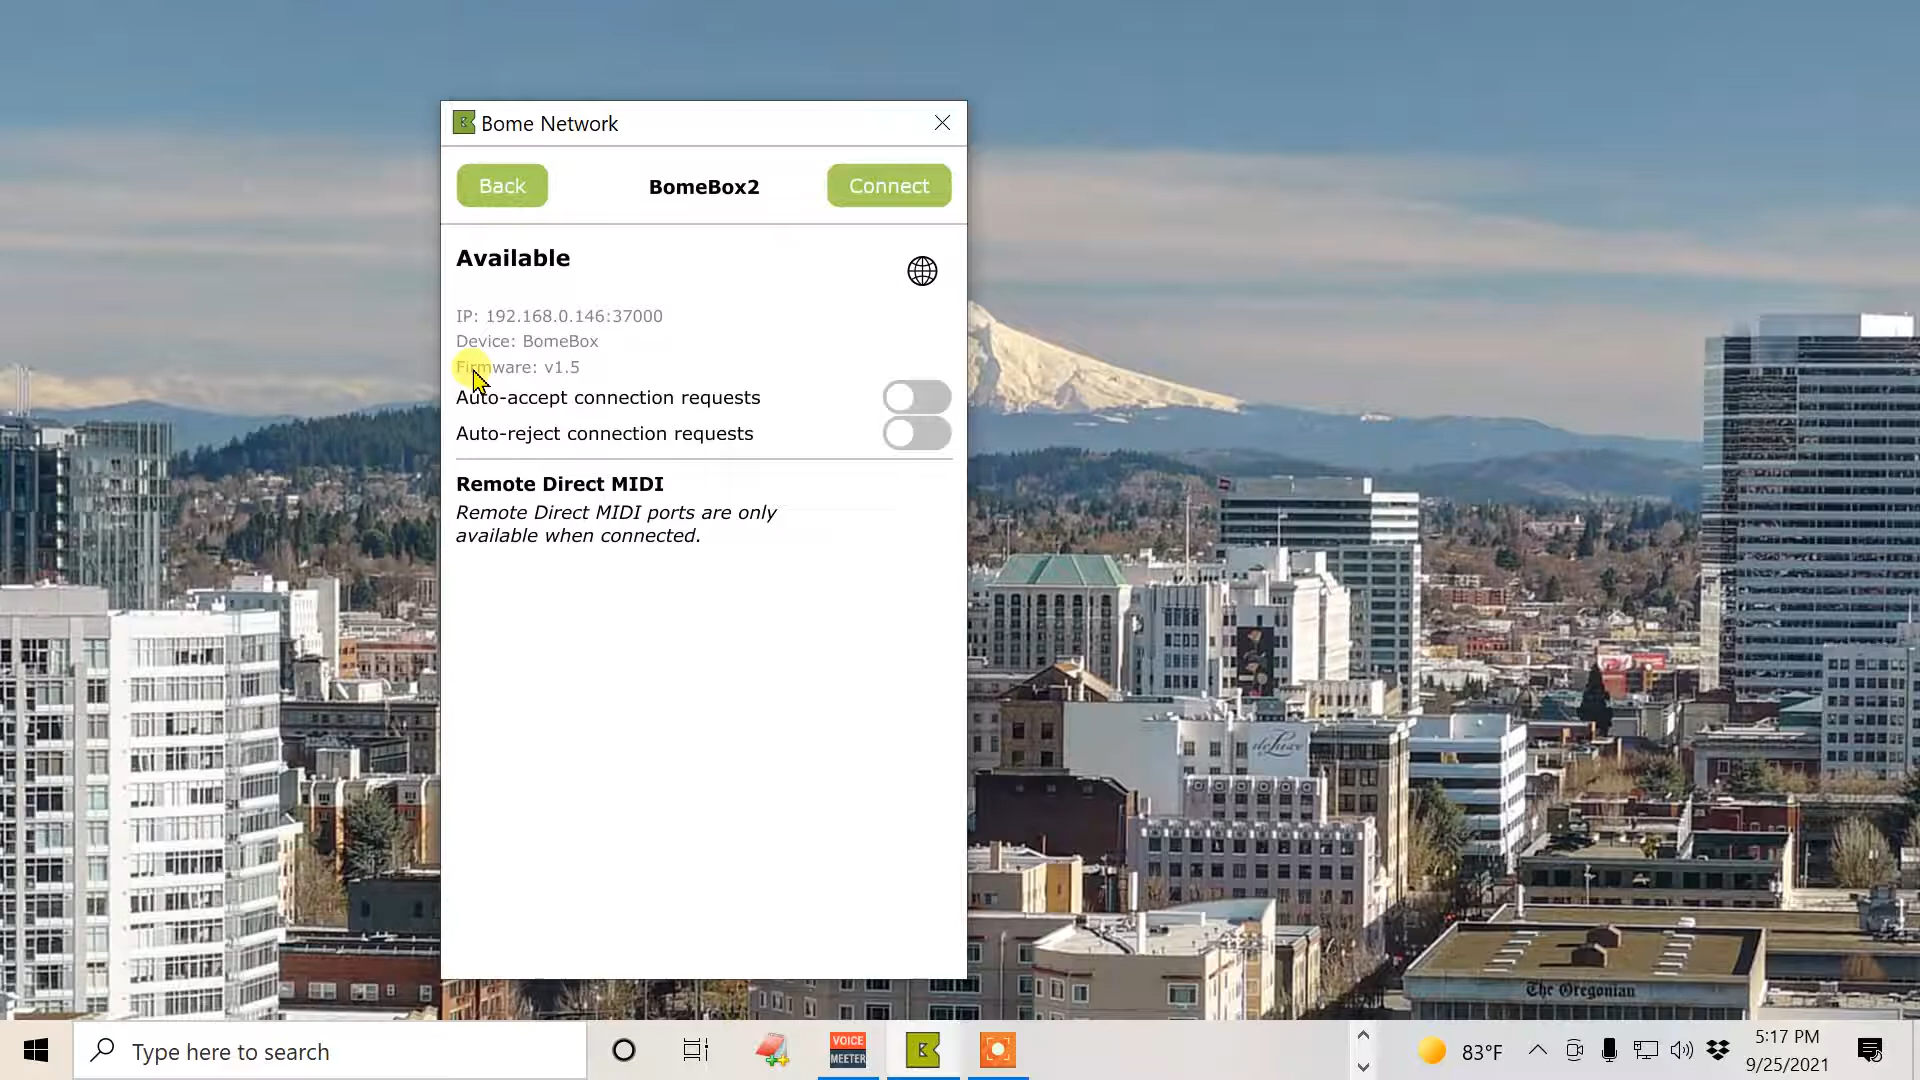 Bome Network
Back
BomeBox2
Connect
Available
IP: 192.168.0.146:37000
Device: BomeBox
Firmware: v1.5
Auto-accept connection requests
Auto-reject connection requests
Remote Direct MIDI
Remote Direct MIDI ports are only
available when connected.
deLuxe
The Oregonian
Type here to search
VOICE
MEETER
83°F
5:17 PM
9/25/2021